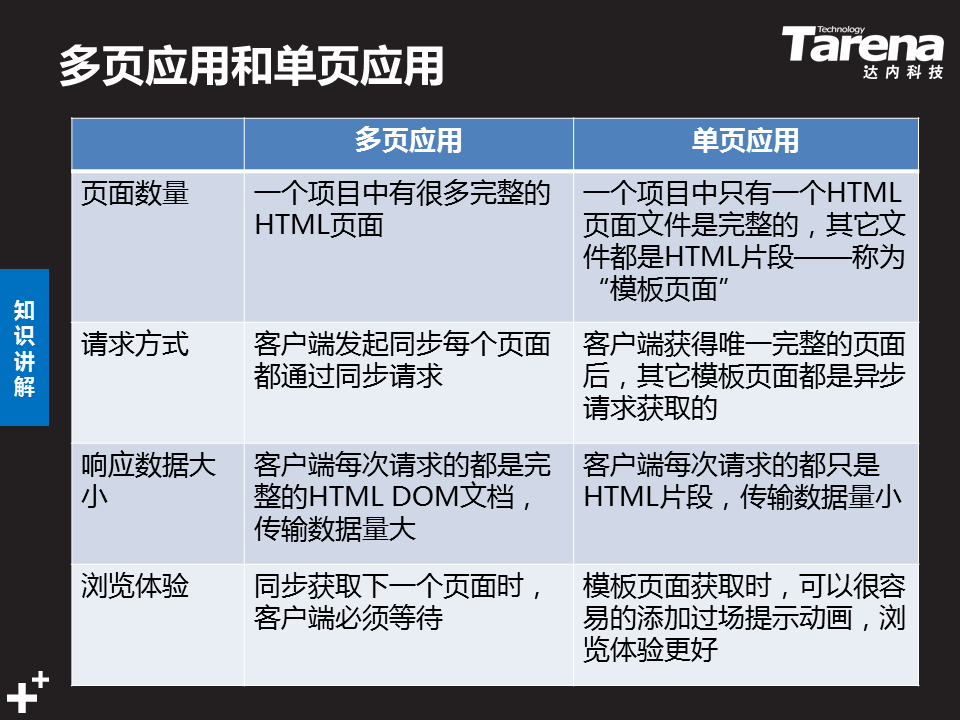 多页应用和单页应用
Technology
Tarena
达内科技
多页应用
单页应用
页面数量
一个项目中有很多完整的
HTML页面
一个项目中只有一个HTML
页面文件是完整的，其它文
件都是HTML片段——称为
“模板页面”
请求方式
客户端发起同步每个页面
都通过同步请求
客户端获得唯一完整的页面
后，其它模板页面都是异步
请求获取的
响应数据大
小
客户端每次请求的都是完
整的HTML DOM文档，
传输数据量大
客户端每次请求的都只是
HTML片段，传输数据量小
浏览体验
同步获取下一个页面时，
客户端必须等待
模板页面获取时，可以很容
易的添加过场提示动画，浏
览体验更好
知
识
讲
解